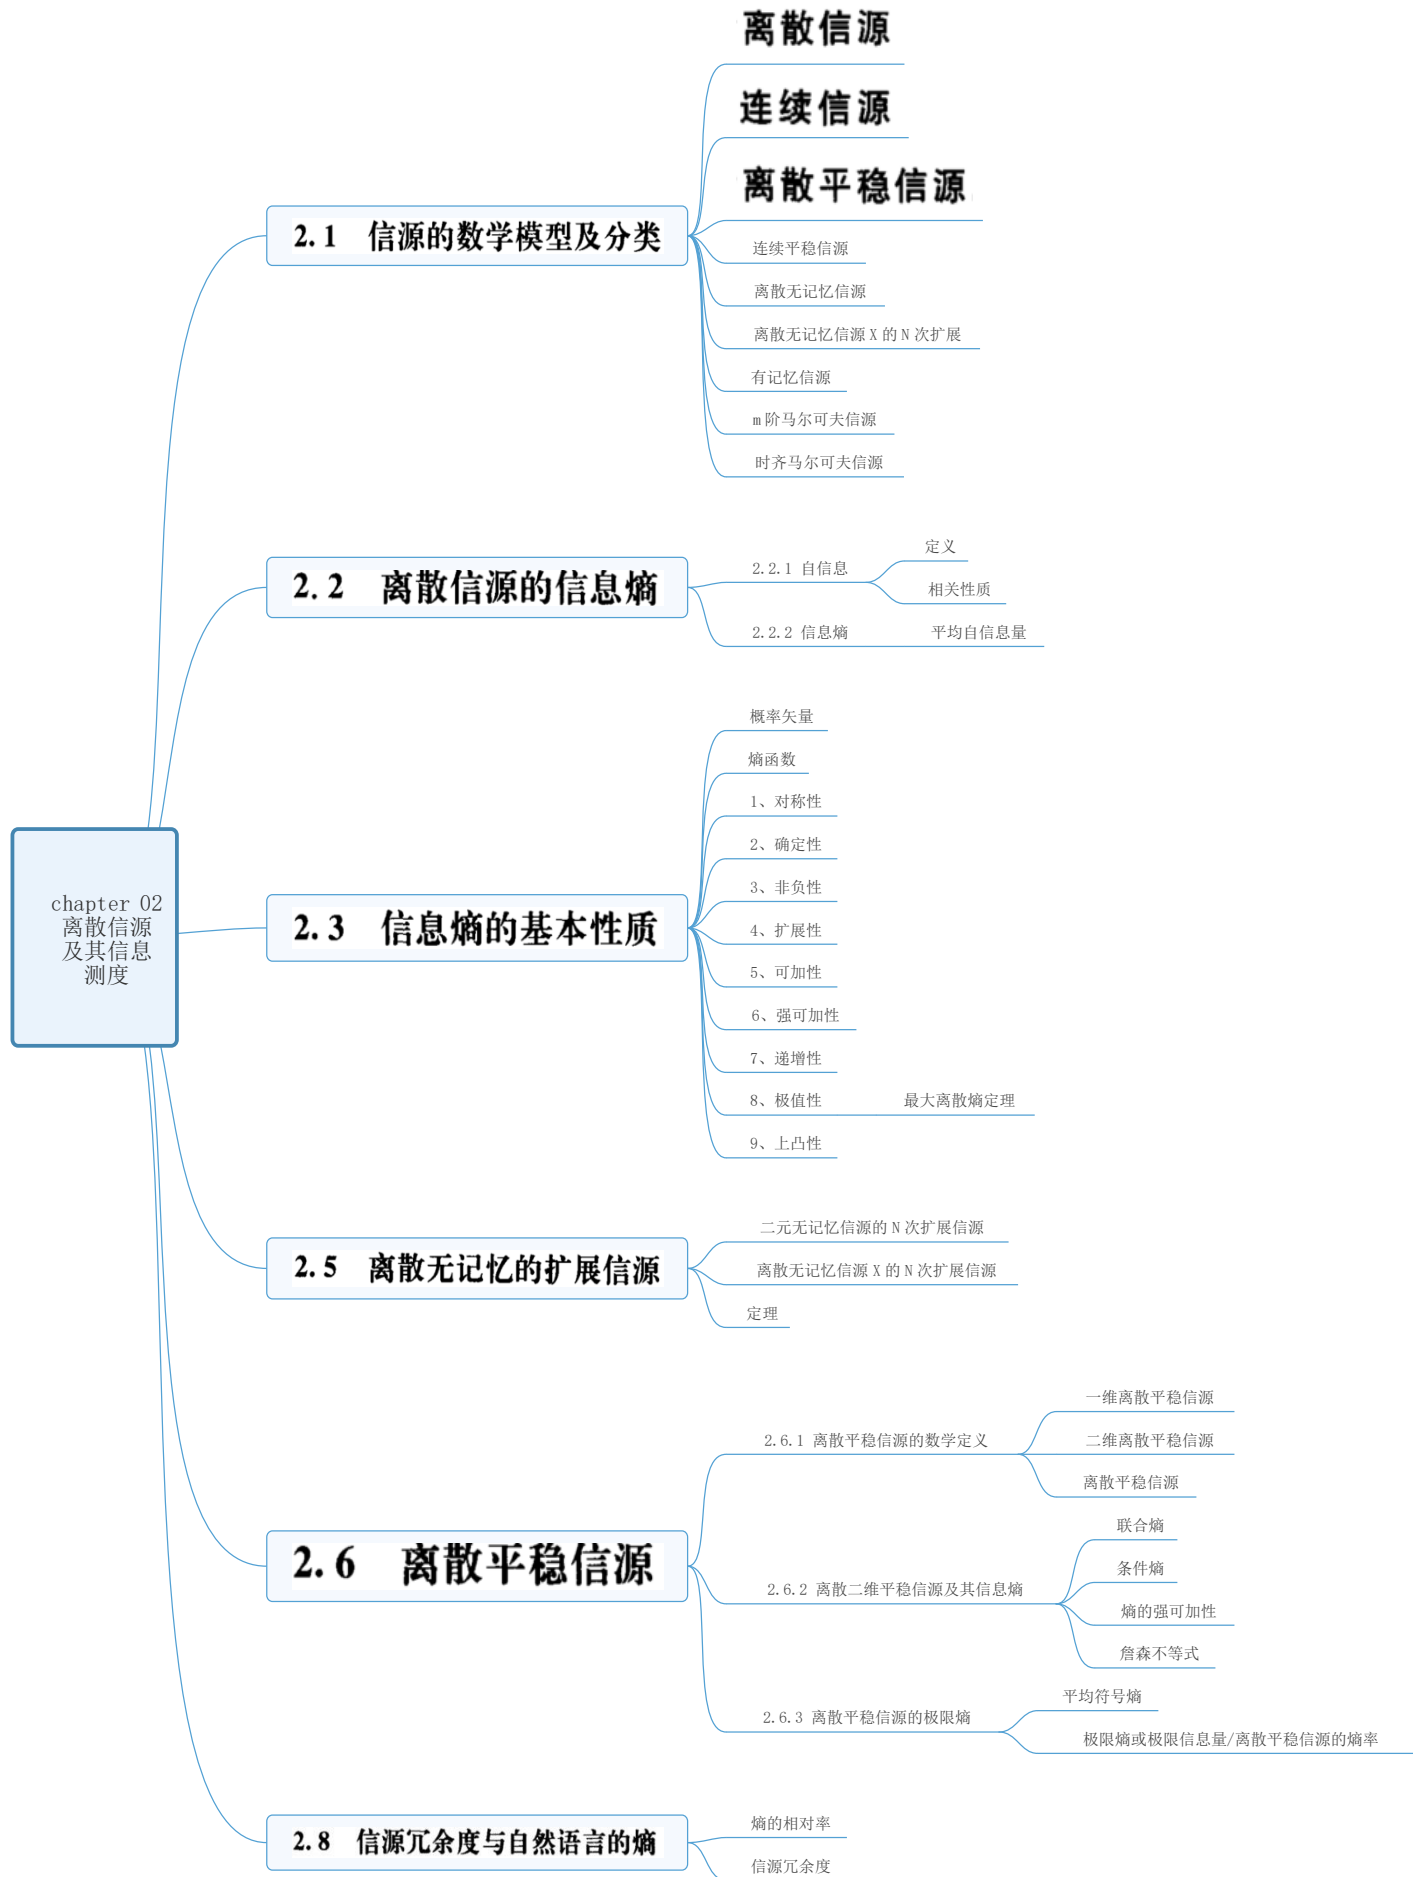 chapter 02
离散信源
及其信息
测度
2.1 信源的数学模型及分类
离散信源
连续信源
离散平稳信源
连续平稳信源
离散无记忆信源
离散无记忆信源 X 的 N 次扩展
有记忆信源
m 阶马尔可夫信源
时齐马尔可夫信源
2.2 离散信源的信息熵
2.2.1 自信息
定义
相关性质
2.2.2 信息熵
平均自信息量
2.3 信息熵的基本性质
概率矢量
熵函数
1、对称性
2、确定性
3、非负性
4、扩展性
5、可加性
6、强可加性
7、递增性
8、极值性
最大离散熵定理
9、上凸性
2.5 离散无记忆的扩展信源
二元无记忆信源的 N 次扩展信源
离散无记忆信源 X 的 N 次扩展信源
定理
2.6 离散平稳信源
2.6.1 离散平稳信源的数学定义
一维离散平稳信源
二维离散平稳信源
离散平稳信源
2.6.2 离散二维平稳信源及其信息熵
联合熵
条件熵
熵的强可加性
詹森不等式
2.6.3 离散平稳信源的极限熵
平均符号熵
极限熵或极限信息量/离散平稳信源的熵率
2.8 信源冗余度与自然语言的熵
熵的相对率
信源冗余度